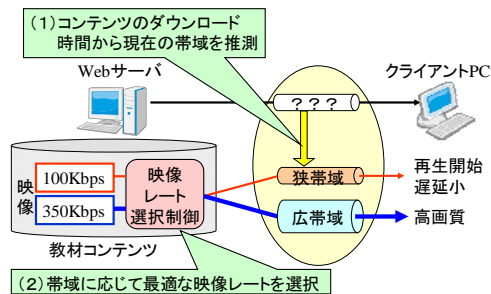 (1)コンテンツのダウンロード
時間から現在の帯域を推測
Webサーバ
クライアントPC
???
映像
100Kbps
350Kbps
映像
レート
選択制御
狭帯域
広帯域
再生開始
遅延小
高画質
教材コンテンツ
(2)帯域に応じて最適な映像レートを選択